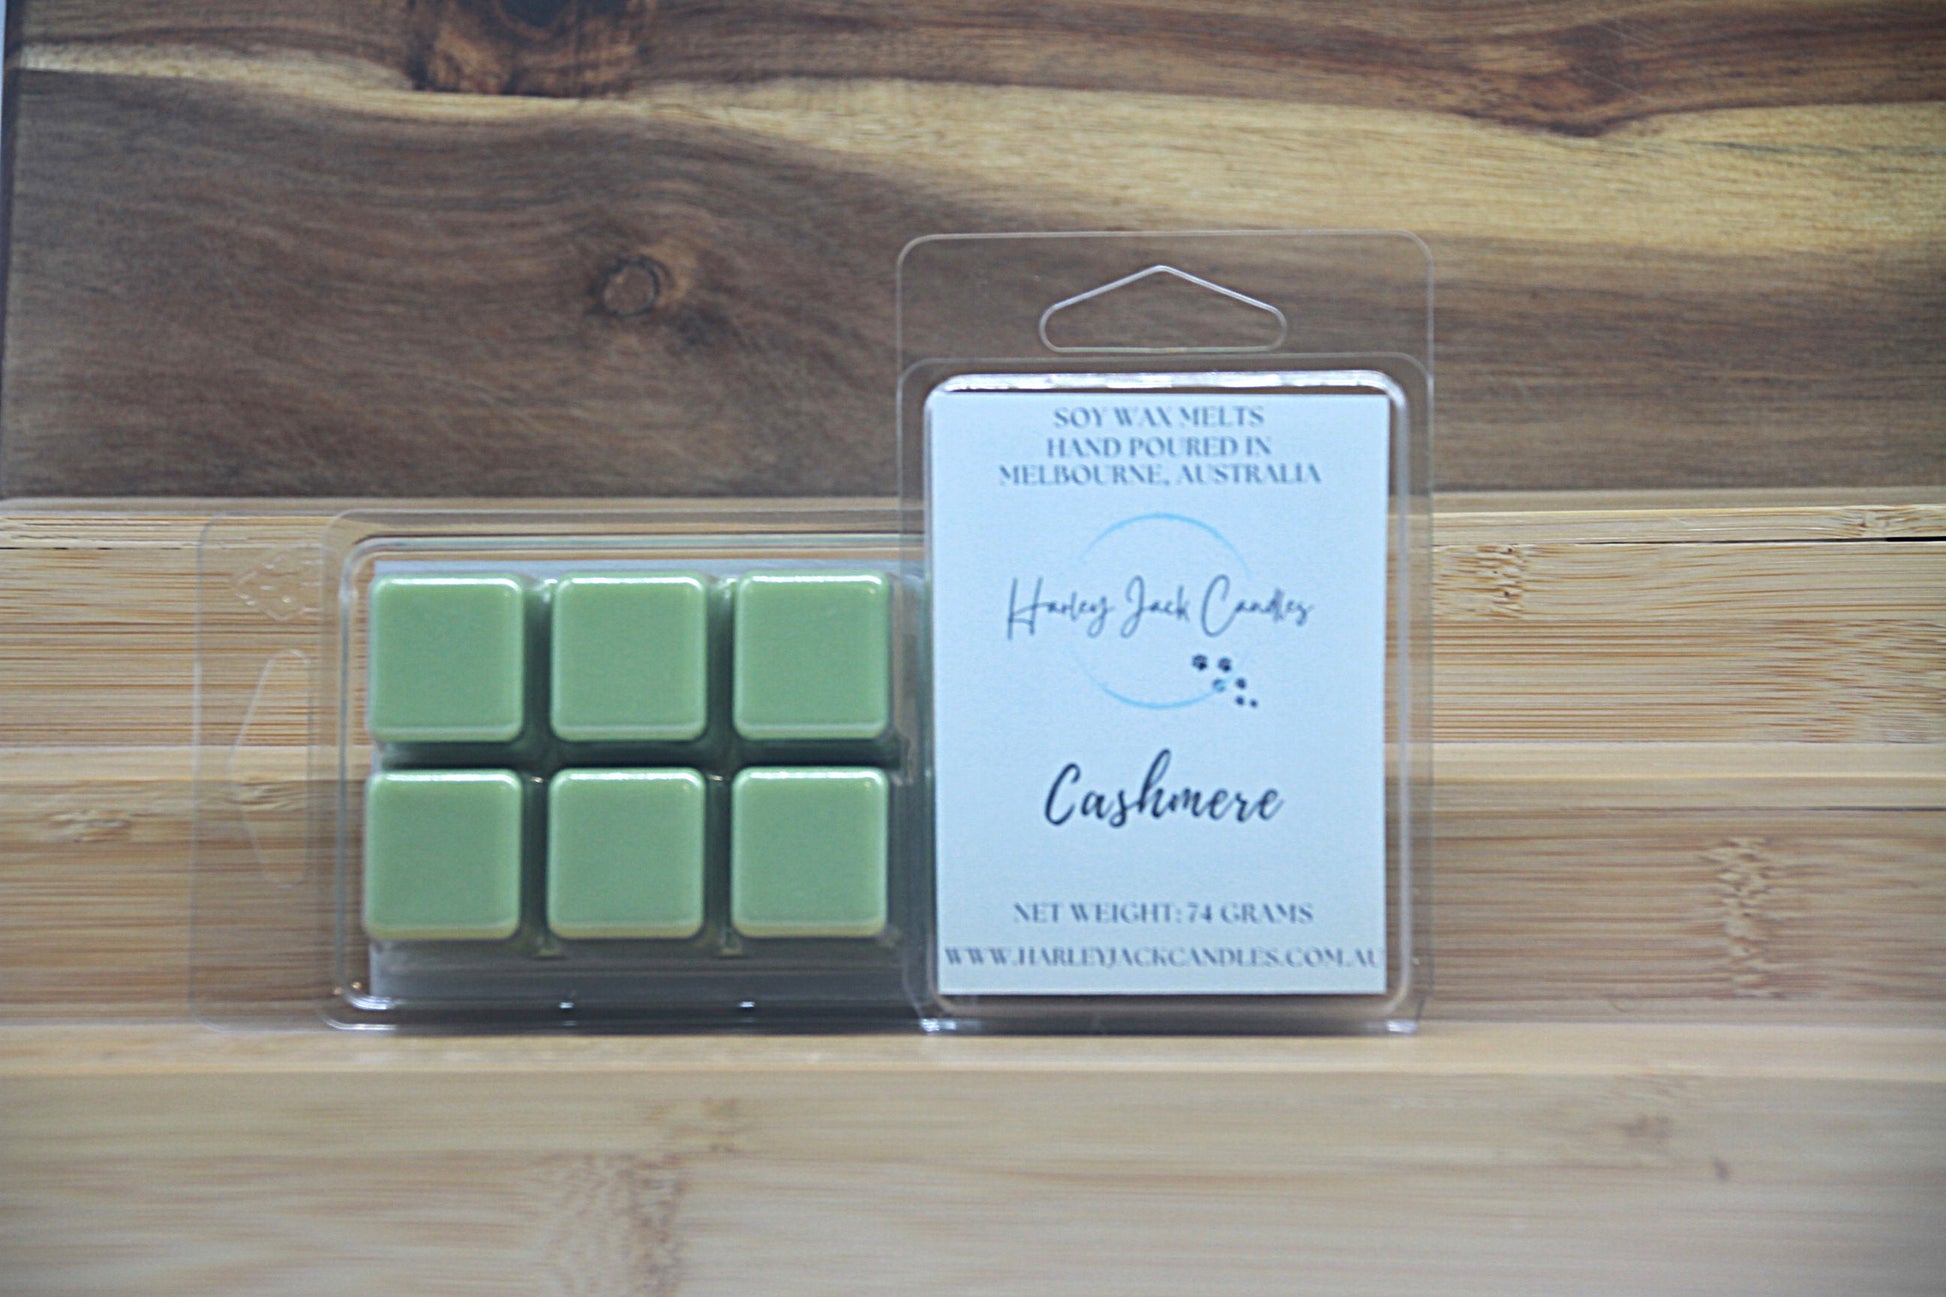 SOY WAX MELTS
HAND POURED IN
MELBOURNE, AUSTRALIA
Harley Jack Candles
Cashmere
NET WEIGHT: 74 GRAMS
WWW.HARLEYJACKCANDLES.COM.AU